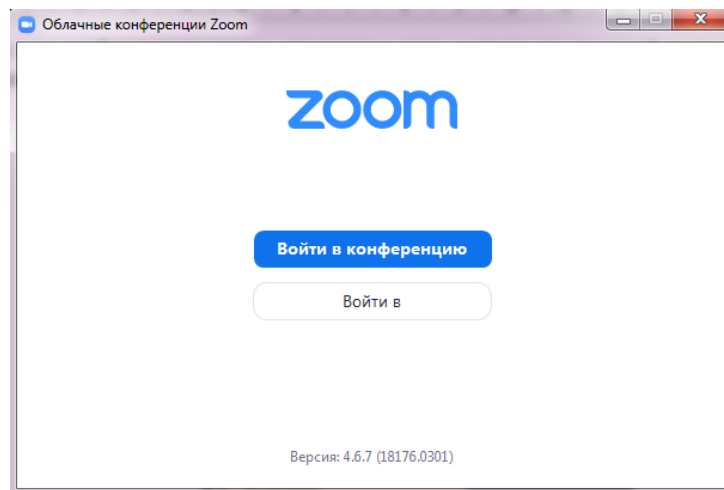 Облачные конференции Zoom
zoom
Войти в конференцию
Войти в
Версия: 4.6.7 (18176.0301)